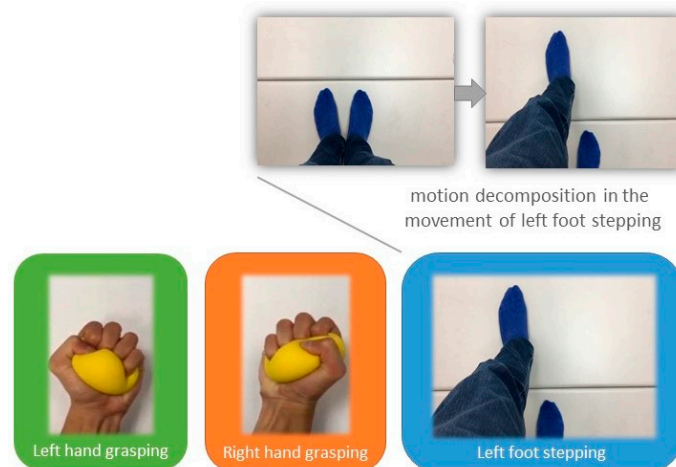 motion decomposition in the
movement of left foot stepping
Left hand grasping
Right hand grasping
Left foot stepping